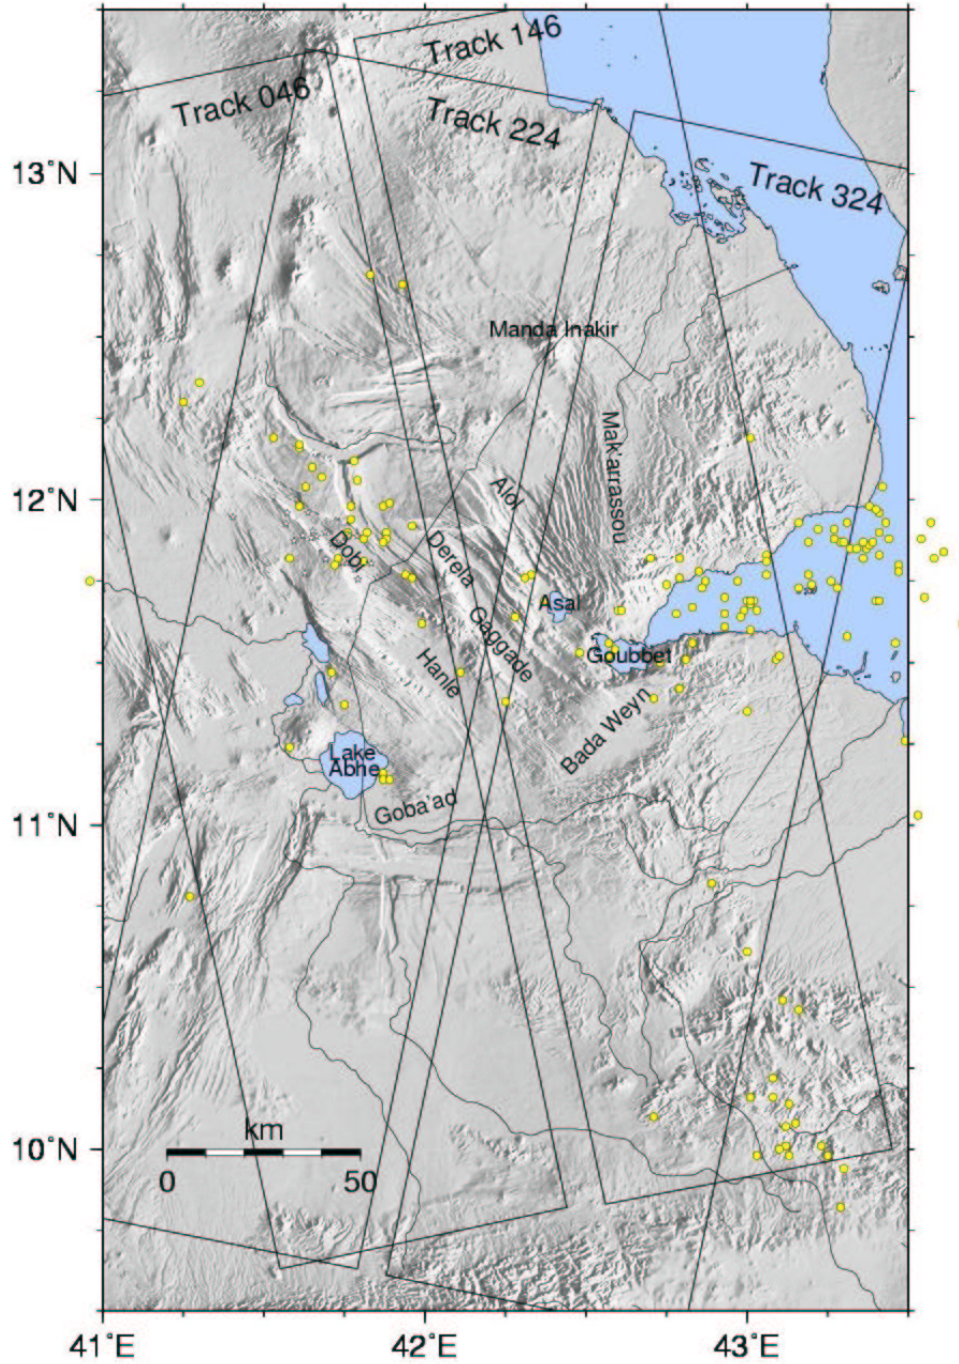 Track 146
Track 046
Track 224
Track 324
13°N
Manda Inakir
Mak'arrassou
Alol
12°N
Dobi
Derela
Asal
Gaggade
Goubbet
Hanle
Bada Weyn
Lake
Abhe
Goba'ad
11°N
km
10°N
0 50
41°E 42°E 43°E